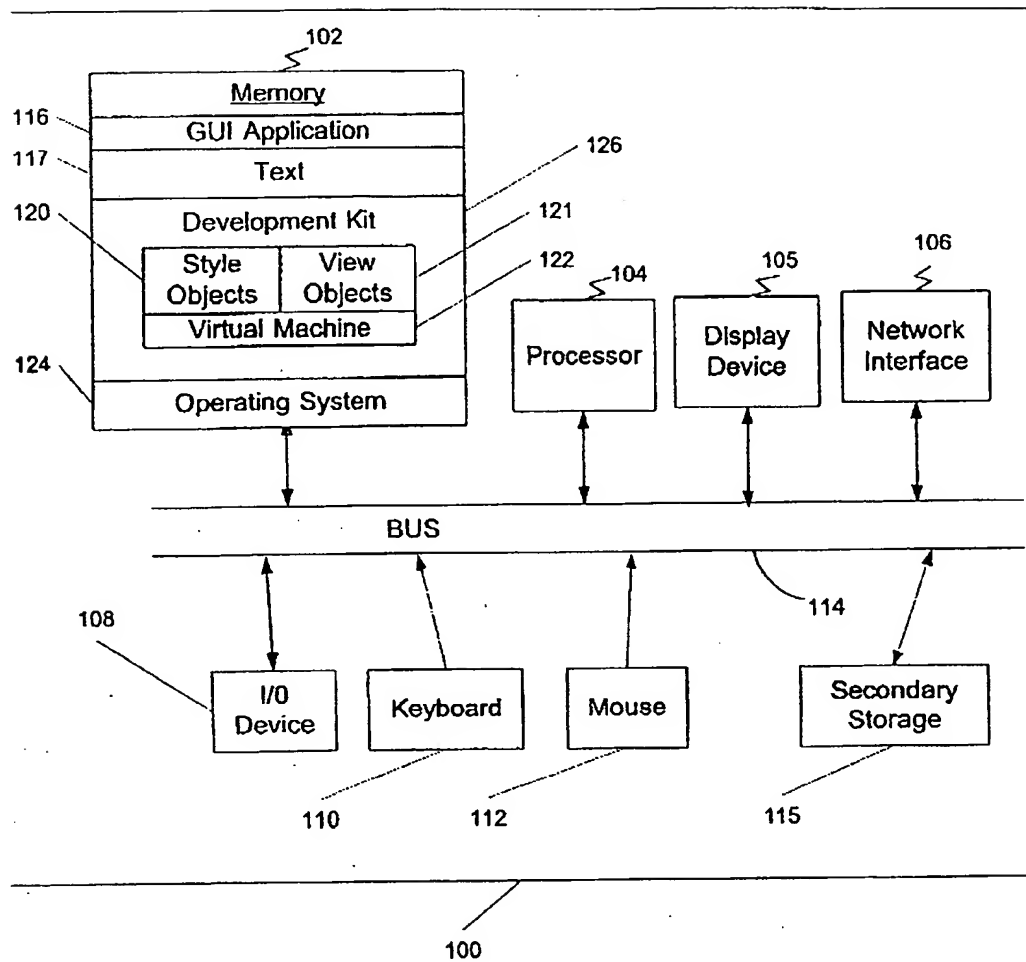 102
Memory
116
GUI Application
117
Text
126
120
Development Kit
121
Style
Objects
View
Objects
122
Virtual Machine
124
Operating System
104
Processor
105
Display
Device
106
Network
Interface
BUS
114
108
I/0
Device
Keyboard
Mouse
Secondary
Storage
110
112
115
100